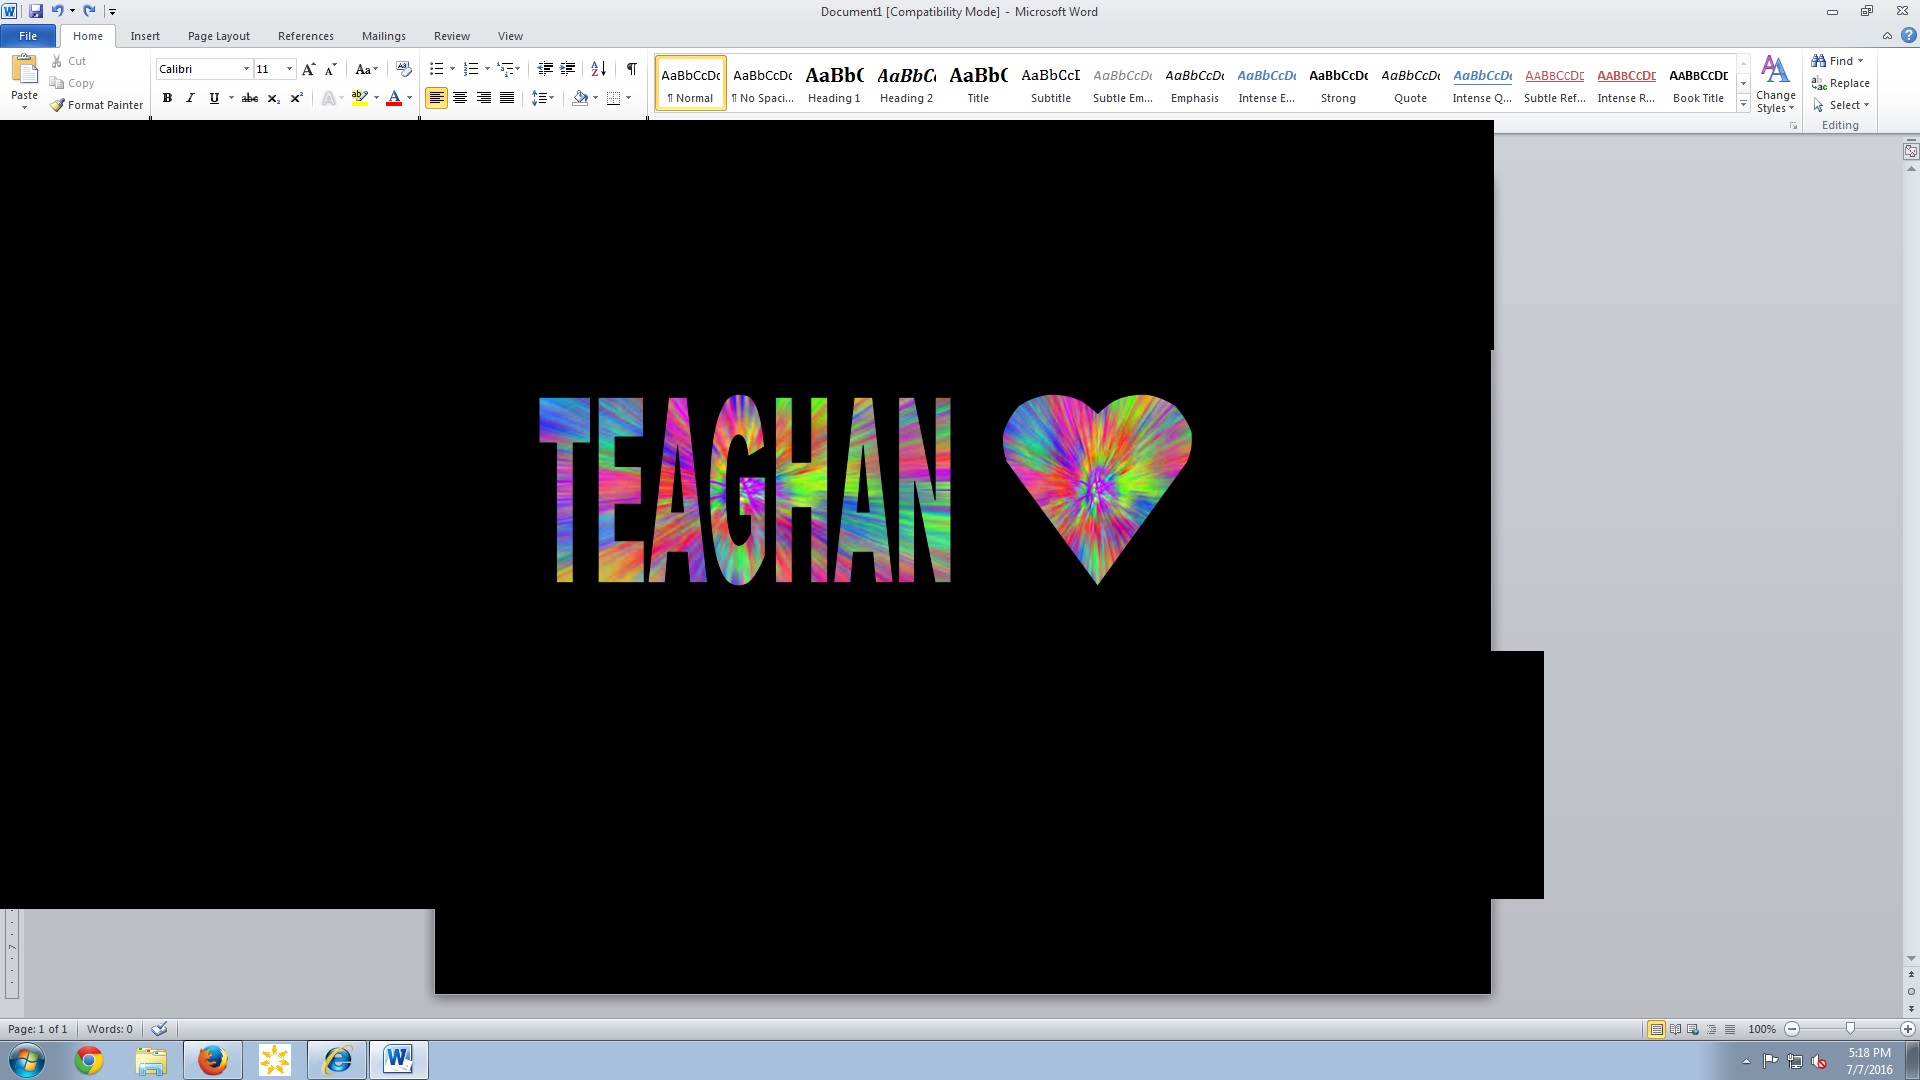 Document1 [Compatibility Mode] - Microsoft Word
File Home Insert Page Layout References Mailings Review View
Paste
Cut
Copy
Format Painter
Calibri 11
AaBbCcDc AaBbCcDc AaBbC AaBbCc AaBbC AaBbCcI AaBbCcDc AaBbCcDc AaBbCcDc AaBbCcDc AaBbCcDc AaBbCcDc AABBCCDE AABBCCDE AABBCCDE
¶ Normal ¶ No Spaci... Heading 1 Heading 2 Title Subtitle Subtle Em... Emphasis Intense E... Strong Quote Intense Q... Subtle Ref... Intense R... Book Title
Change Styles
Find
Replace
Select
Editing
TEAGHAN
7
Page: 1 of 1 Words: 0
100%
5:18 PM
7/7/2016